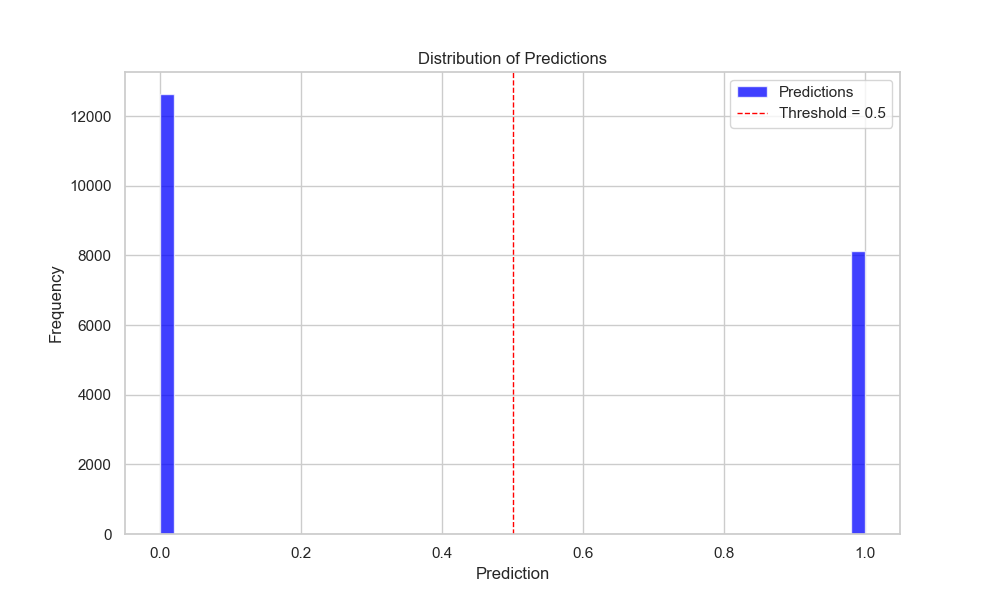 Distribution of Predictions
Predictions
Threshold = 0.5
Frequency
12000
10000
8000
6000
4000
2000
0
0.0 0.2 0.4 0.6 0.8 1.0
Prediction